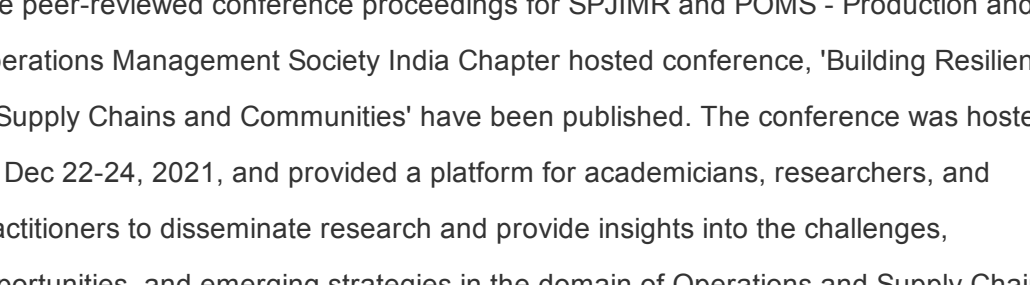 e peer-reviewed conference proceedings for SPJIMR and POMS - Production and
erations Management Society India Chapter hosted conference, 'Building Resilien
Supply Chains and Communities' have been published. The conference was hoste
Dec 22-24, 2021, and provided a platform for academicians, researchers, and
actitioners to disseminate research and provide insights into the challenges,
portunities, and emerging strategies in the domain of Operations and Supply Chai